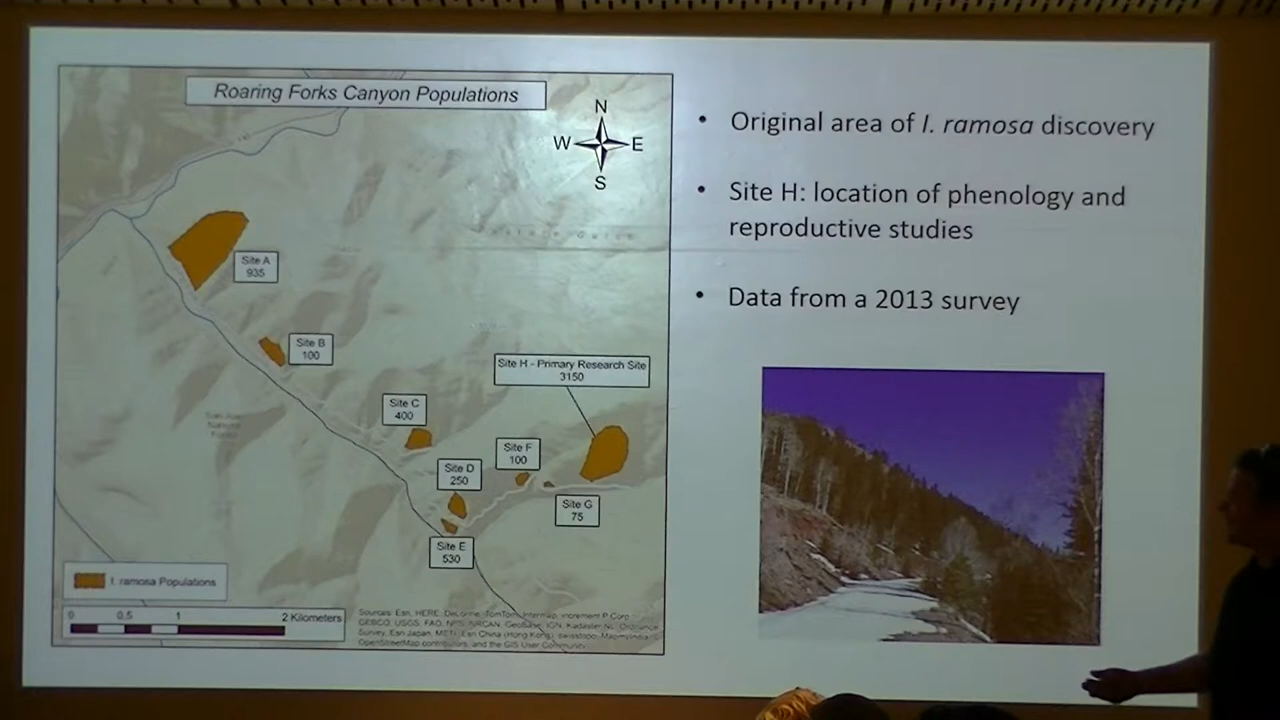 Roaring Forks Canyon Populations
N
W E
S
Site A
935
Site B
100
Site C
400
Site D
250
Site E
530
Site F
100
Site G
75
Site H - Primary Research Site
3150
I. ramosa Populations
0 0.5 1 2 Kilometers
Sources: Esri, HERE, DeLorme, TomTom, Intermap, increment P Corp.,
GEBCO, USGS, FAO, NPS, NRCAN, GeoBase, IGN, Kadaster NL, Ordnance
Survey, Esri Japan, METI, Esri China (Hong Kong), swisstopo, MapmyIndia,
OpenStreetMap contributors, and the GIS User Community
• Original area of I. ramosa discovery
• Site H: location of phenology and
reproductive studies
• Data from a 2013 survey